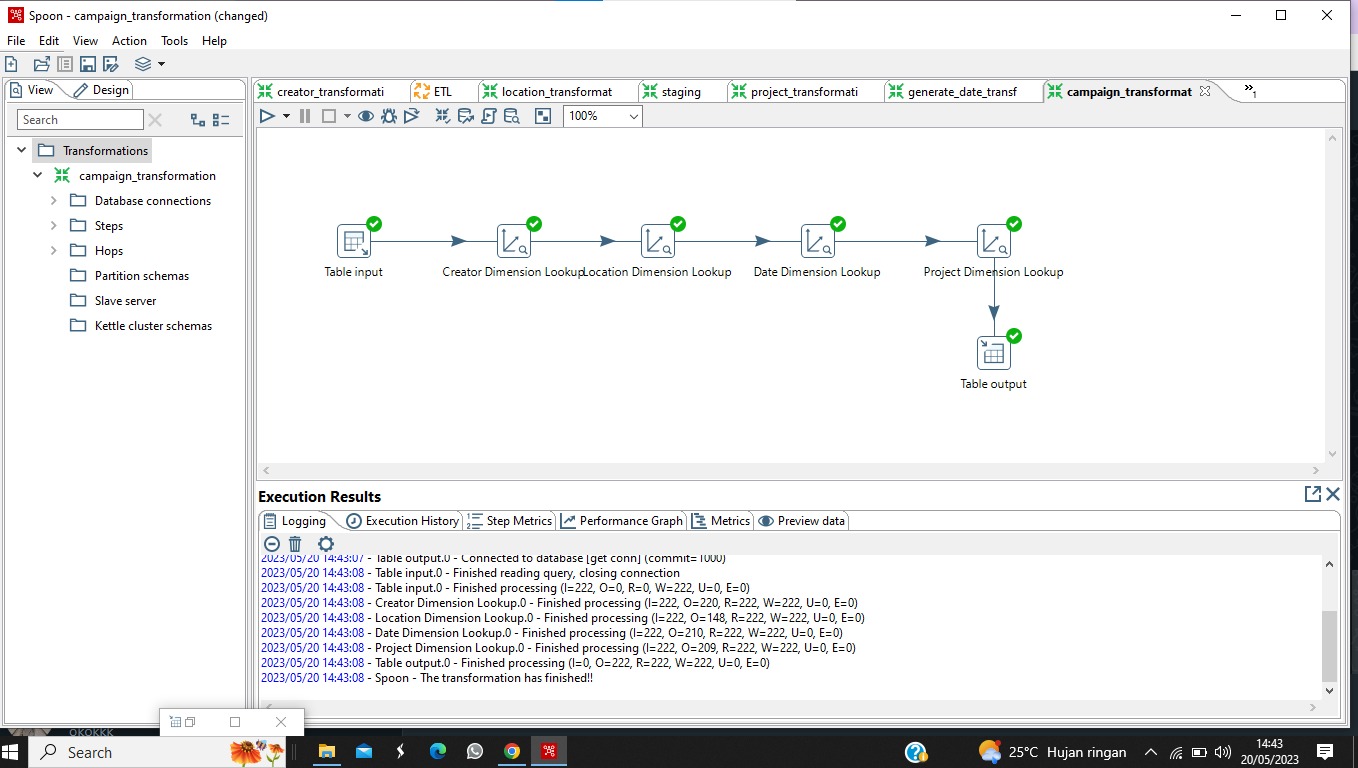 Spoon - campaign_transformation (changed)
File Edit View Action Tools Help
View Design
creator_transformati ETL location_transformat staging project_transformati generate_date_transf campaign_transformat »1
Search
100%
Transformations
campaign_transformation
Database connections
Steps
Hops
Partition schemas
Slave server
Kettle cluster schemas
Table input Creator Dimension Lookup Location Dimension Lookup Date Dimension Lookup Project Dimension Lookup
Table output
Execution Results
Logging Execution History Step Metrics Performance Graph Metrics Preview data
2023/05/20 14:43:07 - Table output.0 - Connected to database [get conn] (commit=1000)
2023/05/20 14:43:08 - Table input.0 - Finished reading query, closing connection
2023/05/20 14:43:08 - Table input.0 - Finished processing (I=222, O=0, R=0, W=222, U=0, E=0)
2023/05/20 14:43:08 - Creator Dimension Lookup.0 - Finished processing (I=222, O=220, R=222, W=222, U=0, E=0)
2023/05/20 14:43:08 - Location Dimension Lookup.0 - Finished processing (I=222, O=148, R=222, W=222, U=0, E=0)
2023/05/20 14:43:08 - Date Dimension Lookup.0 - Finished processing (I=222, O=210, R=222, W=222, U=0, E=0)
2023/05/20 14:43:08 - Project Dimension Lookup.0 - Finished processing (I=222, O=209, R=222, W=222, U=0, E=0)
2023/05/20 14:43:08 - Table output.0 - Finished processing (I=0, O=222, R=222, W=222, U=0, E=0)
2023/05/20 14:43:08 - Spoon - The transformation has finished!!
OKOKKK
Search
25°C Hujan ringan
14:43
20/05/2023